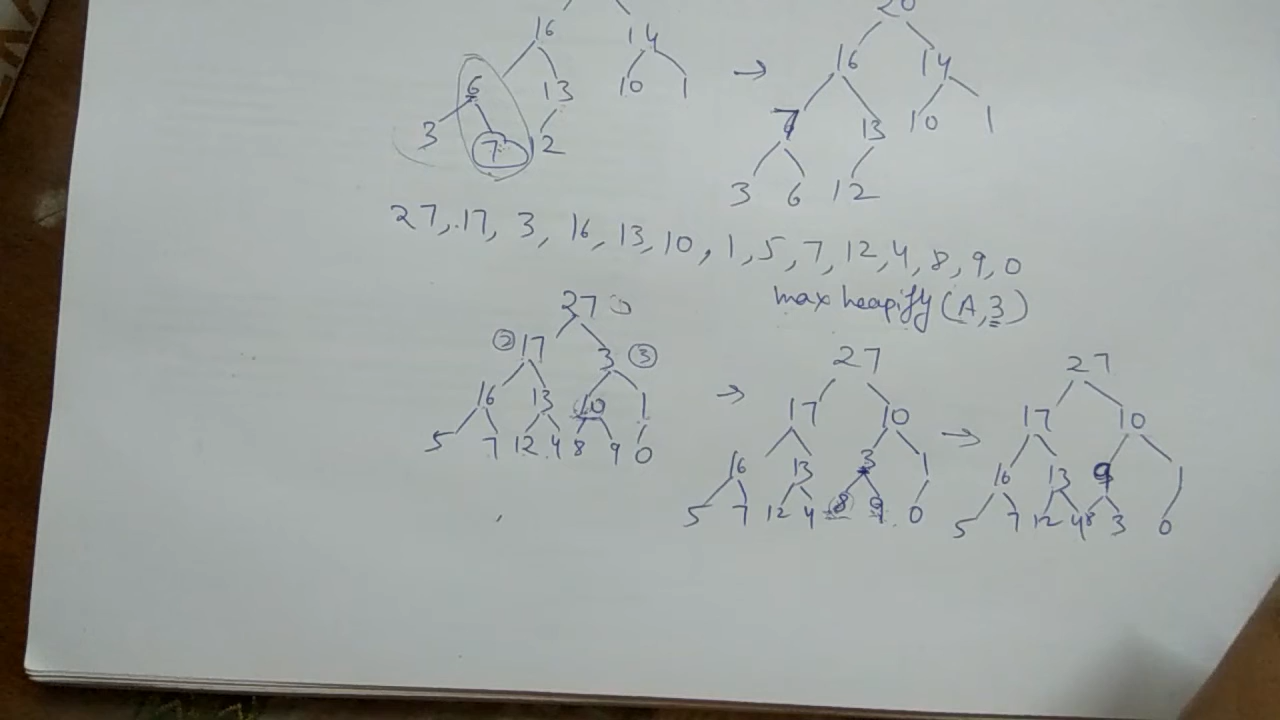 20
16 14 16 14
6 13 10 1 7 13 10 1
3 7 12 3 6 12
27, 17, 3, 16, 13, 10, 1, 5, 7, 12, 4, 8, 9, 0
max heapify (A, 3)
27 27 27
2 17 3 3 17 10 17 10
16 13 10 1 16 13 3 1 16 13 9 1
5 7 12 4 8 9 0 5 7 12 4 8 9 0 5 7 12 4 8 3 0